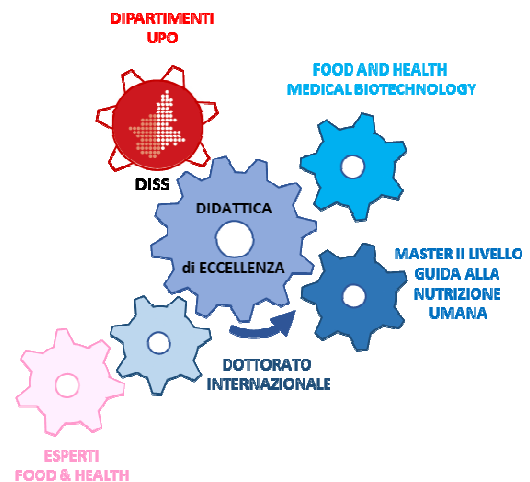 DIPARTIMENTI
UPO
FOOD AND HEALTH
MEDICAL BIOTECHNOLOGY
DISS
DIDATTICA
di ECCELLENZA
MASTER II LIVELLO
GUIDA ALLA
NUTRIZIONE
UMANA
DOTTORATO
INTERNAZIONALE
ESPERTI
FOOD & HEALTH